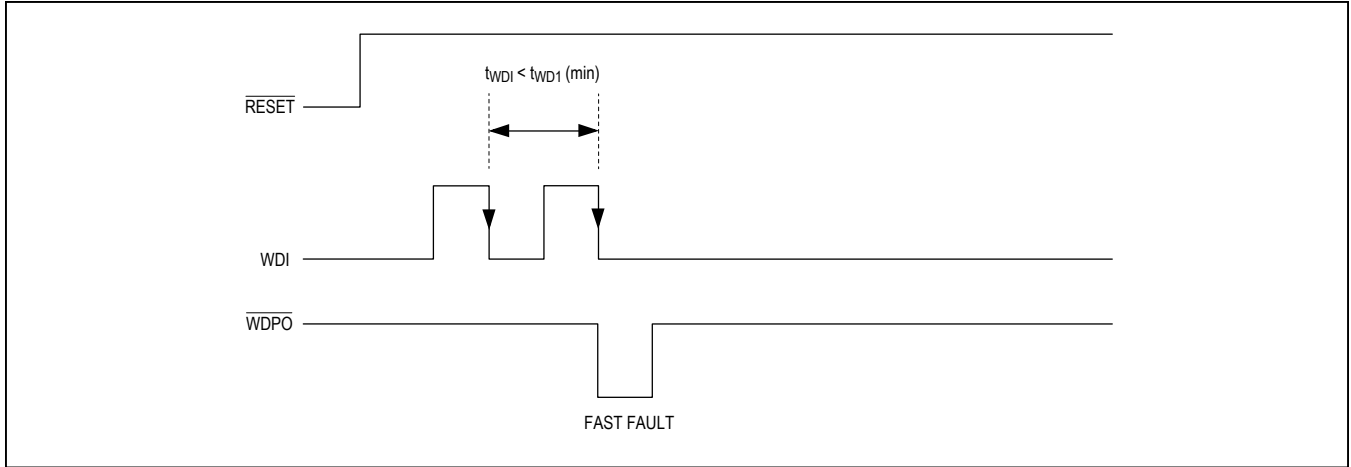 t_WDI < t_WD1 (min)
RESET
WDI
WDPO
FAST FAULT